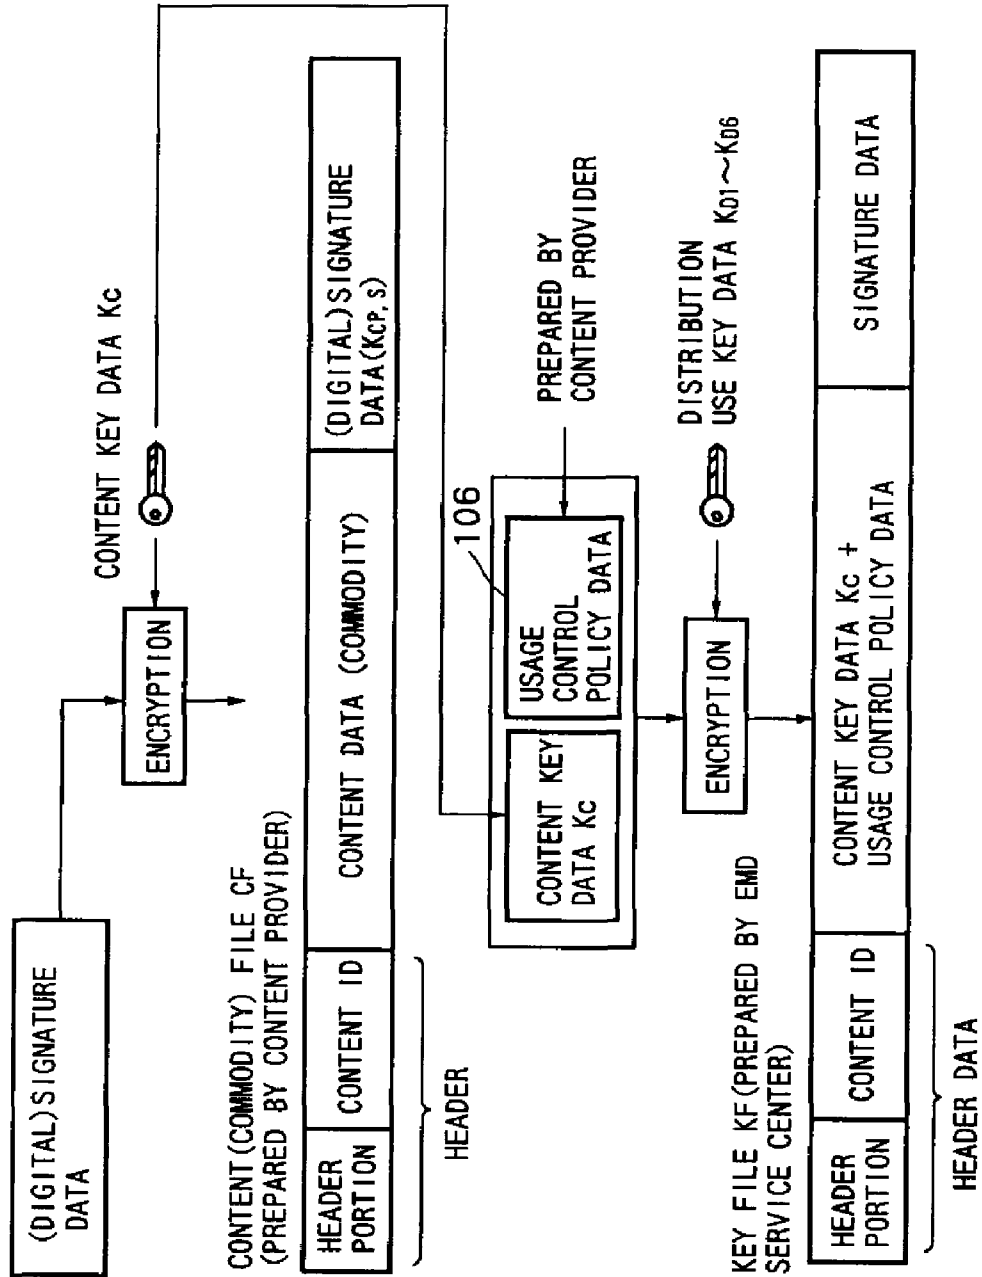 (DIGITAL)SIGNATURE
DATA
CONTENT KEY DATA Kc
ENCRYPTION
CONTENT(COMMODITY) FILE CF
(PREPARED BY CONTENT PROVIDER)
HEADER
PORTION
CONTENT ID
CONTENT DATA (COMMODITY)
(DIGITAL)SIGNATURE
DATA(KCP,S)
HEADER
106
CONTENT KEY
DATA Kc
USAGE
CONTROL
POLICY DATA
PREPARED BY
CONTENT PROVIDER
ENCRYPTION
DISTRIBUTION
USE KEY DATA KD1~KD6
KEY FILE KF(PREPARED BY EMD
SERVICE CENTER)
HEADER
PORTION
CONTENT ID
CONTENT KEY DATA Kc +
USAGE CONTROL POLICY DATA
SIGNATURE DATA
HEADER DATA